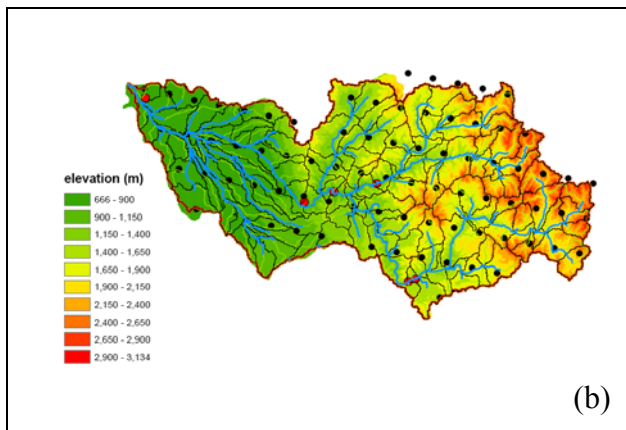 elevation (m)
666 - 900
900 - 1,150
1,150 - 1,400
1,400 - 1,650
1,650 - 1,900
1,900 - 2,150
2,150 - 2,400
2,400 - 2,650
2,650 - 2,900
2,900 - 3,134
(b)